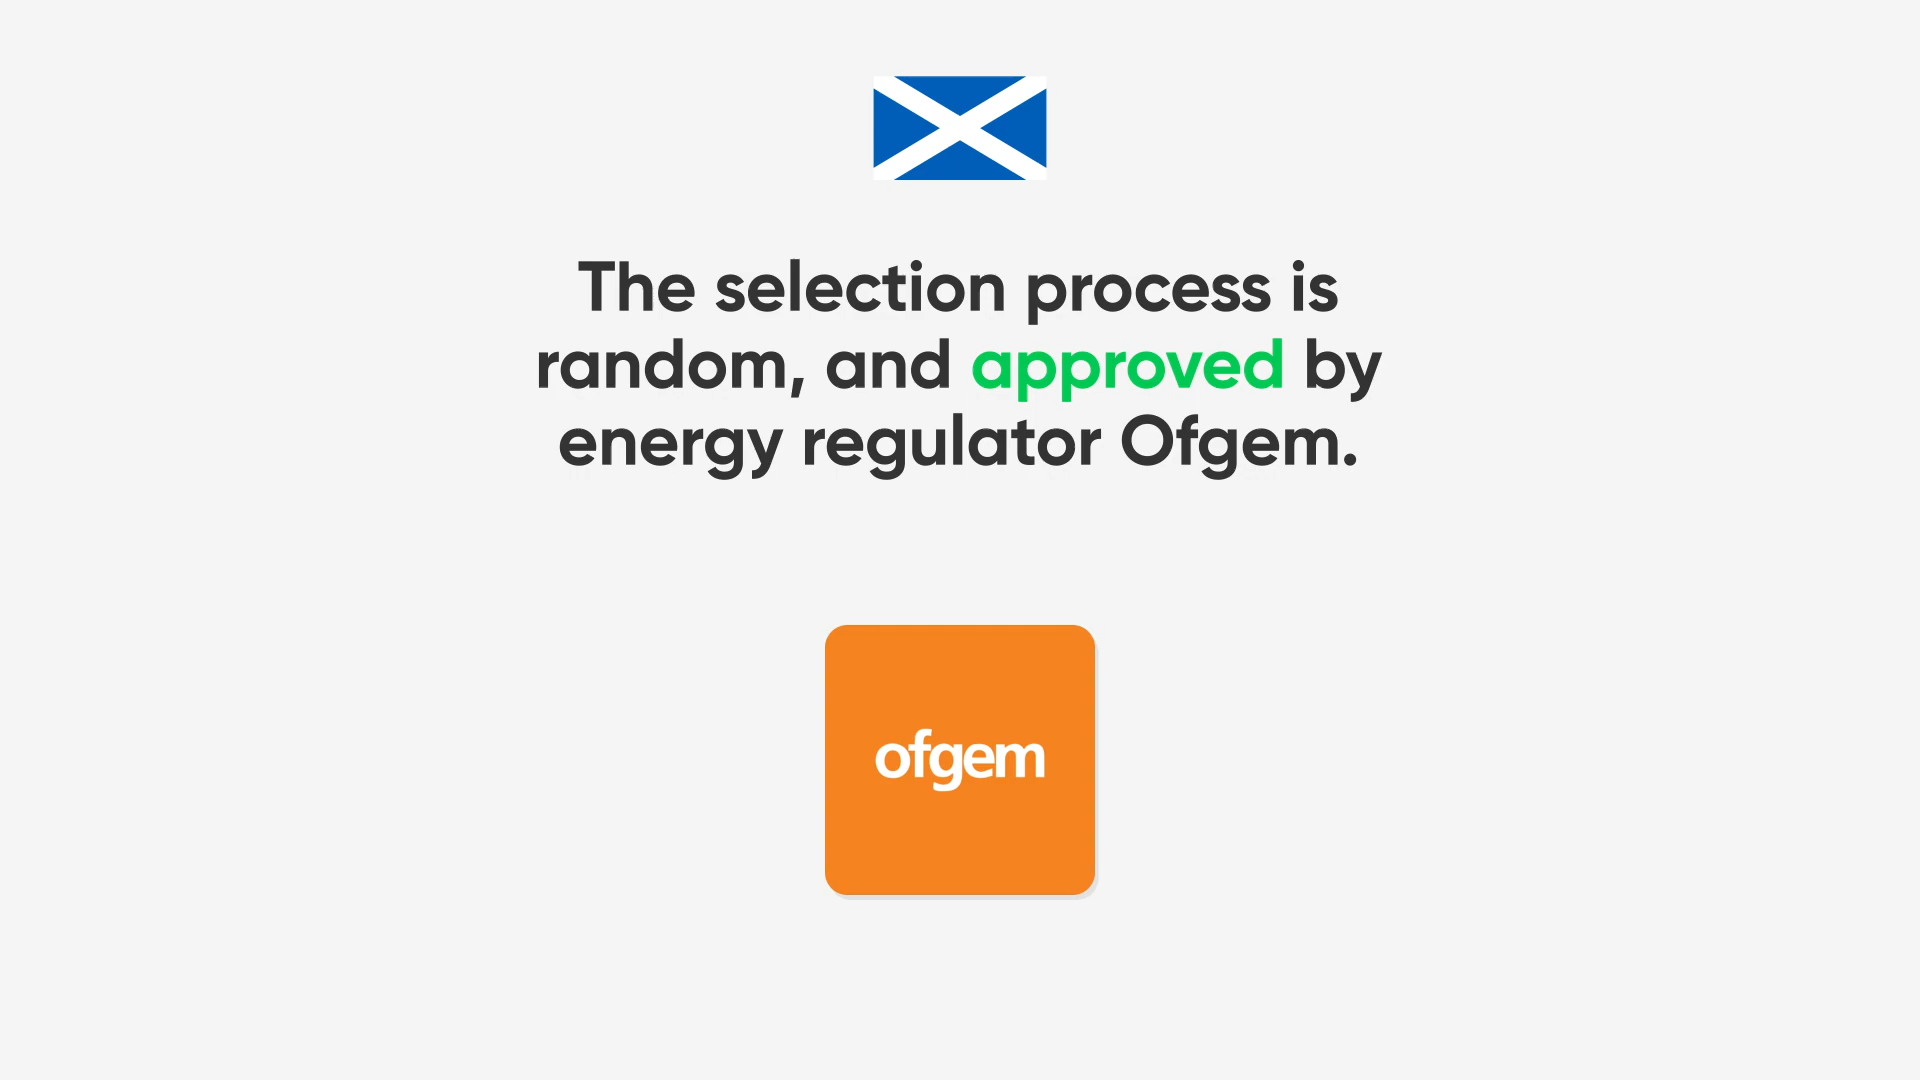 The selection process is
random, and approved by
energy regulator Ofgem.
ofgem